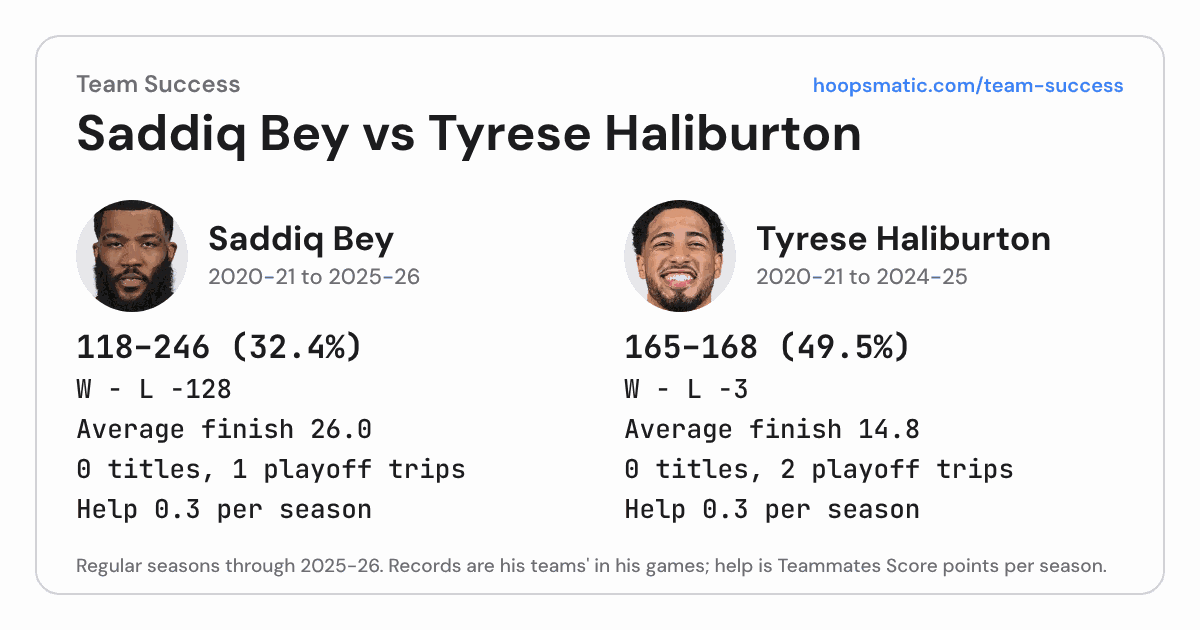 Team Success
hoopsmatic.com/team-success
Saddiq Bey vs Tyrese Haliburton
Saddiq Bey
2020-21 to 2025-26
118-246 (32.4%)
W - L -128
Average finish 26.0
0 titles, 1 playoff trips
Help 0.3 per season
Tyrese Haliburton
2020-21 to 2024-25
165-168 (49.5%)
W - L -3
Average finish 14.8
0 titles, 2 playoff trips
Help 0.3 per season
Regular seasons through 2025-26. Records are his teams' in his games; help is Teammates Score points per season.